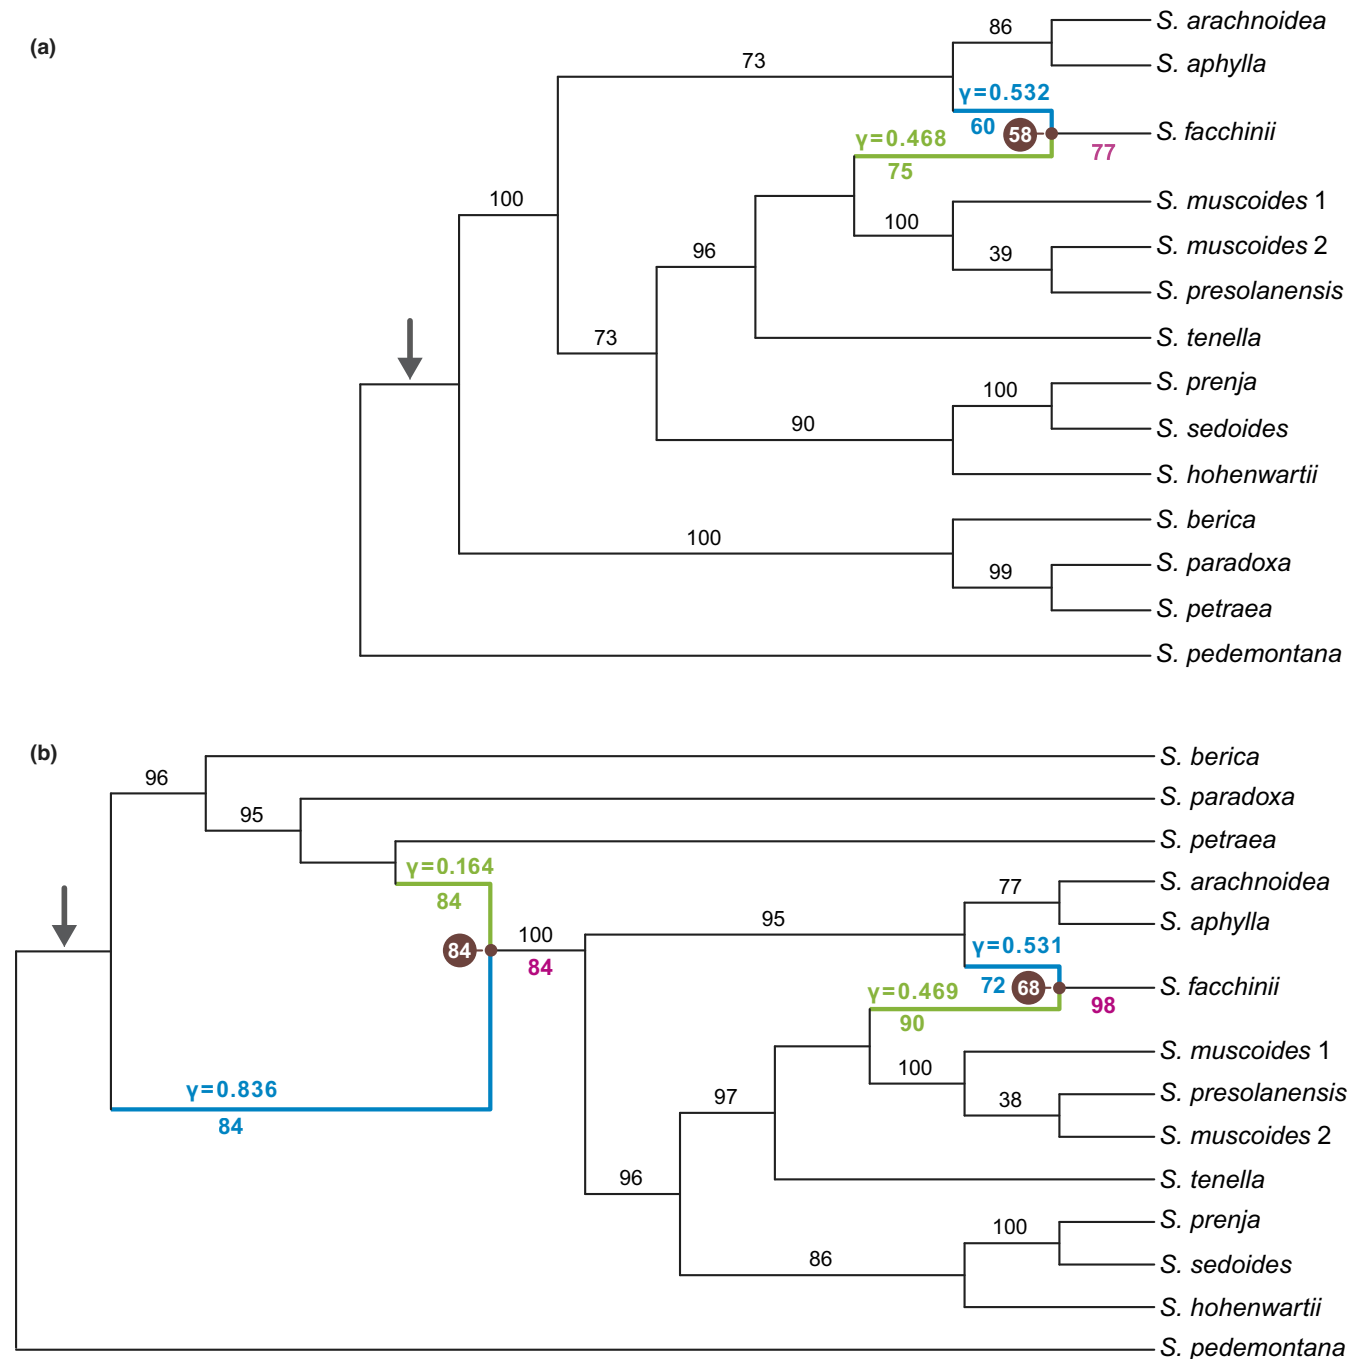 (a)
86
S. arachnoidea
73
S. aphylla
γ=0.532
60
58
S. facchinii
77
γ=0.468
75
100
S. muscoides 1
100
96
39
S. muscoides 2
S. presolanensis
73
S. tenella
100
S. prenja
90
S. sedoides
S. hohenwartii
100
S. berica
99
S. paradoxa
S. petraea
S. pedemontana
(b)
96
S. berica
95
S. paradoxa
S. petraea
γ=0.164
84
77
S. arachnoidea
95
S. aphylla
84
100
84
γ=0.531
72
68
S. facchinii
98
γ=0.469
90
100
S. muscoides 1
97
38
S. presolanensis
γ=0.836
84
S. muscoides 2
96
S. tenella
100
S. prenja
86
S. sedoides
S. hohenwartii
S. pedemontana